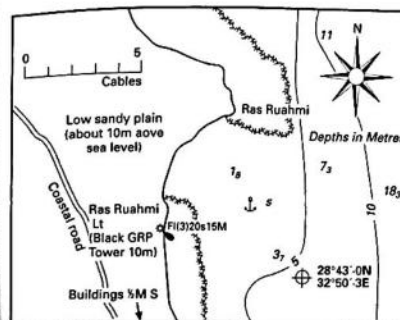 0
5
Cables
11
N
Low sandy plain
(about 10m aove
sea level)
Ras Ruahmi
Depths in Metres
Coastal road
1₈
7₃
18₃
10
Ras Ruahmi
Lt
(Black GRP
Tower 10m)
Fl(3)20s15M
s
3₁
5
28°43'·0N
32°50'·3E
Buildings ½M S